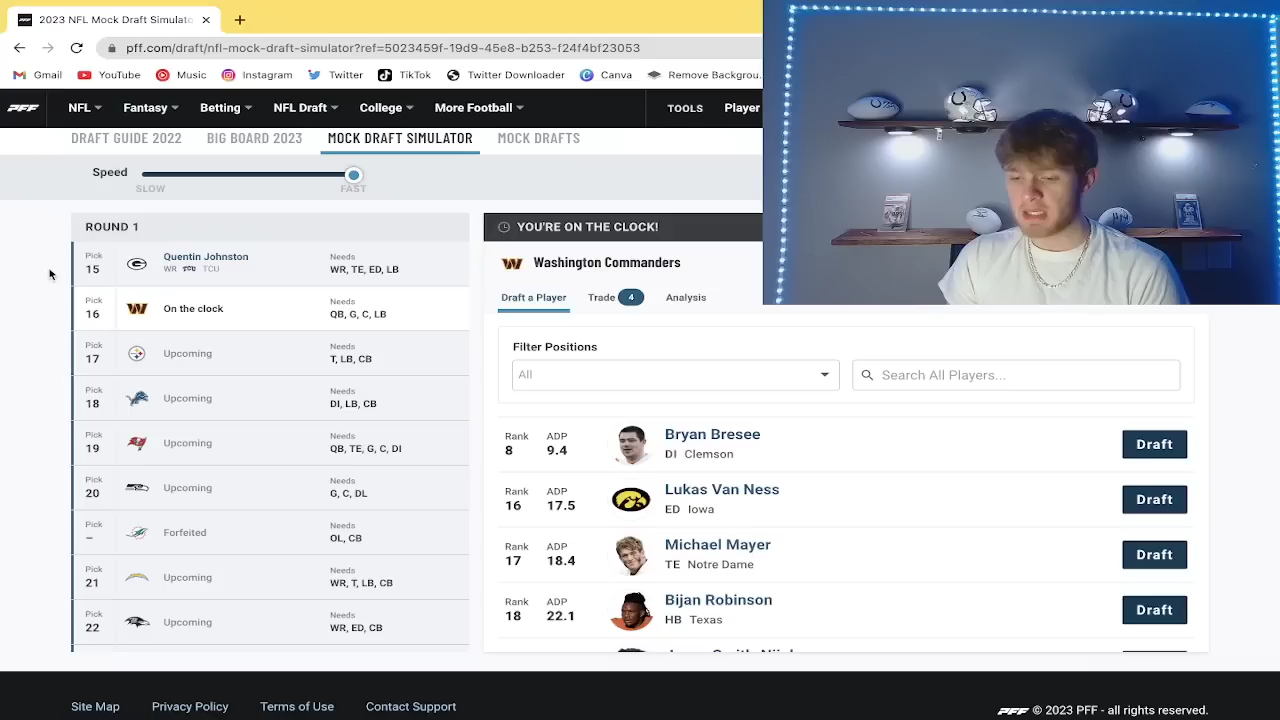 2023 NFL Mock Draft Simulato
pff.com/draft/nfl-mock-draft-simulator?ref=5023459f-19d9-45e8-b253-f24f4bf23053
Gmail YouTube Music Instagram Twitter TikTok Twitter Downloader Canva Remove Backgrou...
PFF NFL Fantasy Betting NFL Draft College More Football TOOLS Player
DRAFT GUIDE 2022 BIG BOARD 2023 MOCK DRAFT SIMULATOR MOCK DRAFTS
Speed
SLOW FAST
ROUND 1
Pick 15 Quentin Johnston Needs
WR TCU WR, TE, ED, LB
Pick 16 On the clock Needs
QB, G, C, LB
Pick 17 Upcoming Needs
T, LB, CB
Pick 18 Upcoming Needs
DI, LB, CB
Pick 19 Upcoming Needs
QB, TE, G, C, DI
Pick 20 Upcoming Needs
G, C, DL
Pick – Forfeited Needs
OL, CB
Pick 21 Upcoming Needs
WR, T, LB, CB
Pick 22 Upcoming Needs
WR, ED, CB
YOU'RE ON THE CLOCK!
Washington Commanders
Draft a Player Trade 4 Analysis
Filter Positions
All Search All Players...
Rank 8 ADP 9.4 Bryan Bresee Draft
DI Clemson
Rank 16 ADP 17.5 Lukas Van Ness Draft
ED Iowa
Rank 17 ADP 18.4 Michael Mayer Draft
TE Notre Dame
Rank 18 ADP 22.1 Bijan Robinson Draft
HB Texas
Site Map Privacy Policy Terms of Use Contact Support
PFF © 2023 PFF - all rights reserved.